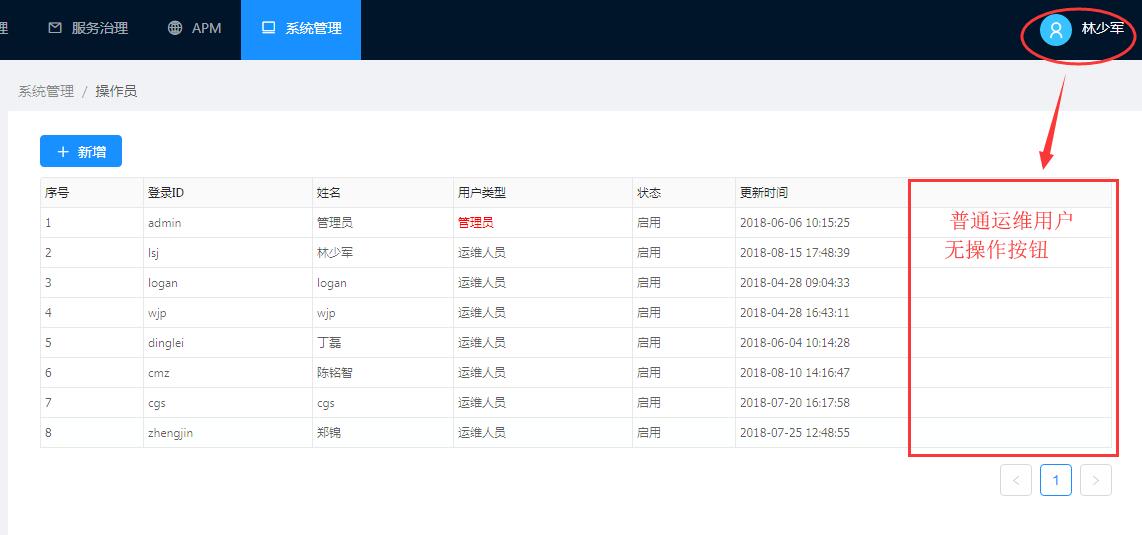 理 服务治理 APM 系统管理 林少军
系统管理 / 操作员
+ 新增
序号 登录ID 姓名 用户类型 状态 更新时间
1 admin 管理员 管理员 启用 2018-06-06 10:15:25
2 lsj 林少军 运维人员 启用 2018-08-15 17:48:39
3 logan logan 运维人员 启用 2018-04-28 09:04:33
4 wjp wjp 运维人员 启用 2018-04-28 16:43:11
5 dinglei 丁磊 运维人员 启用 2018-06-04 10:14:28
6 cmz 陈铭智 运维人员 启用 2018-08-10 14:16:47
7 cgs cgs 运维人员 启用 2018-07-20 16:17:58
8 zhengjin 郑锦 运维人员 启用 2018-07-25 12:48:55
普通运维用户
无操作按钮
< 1 >